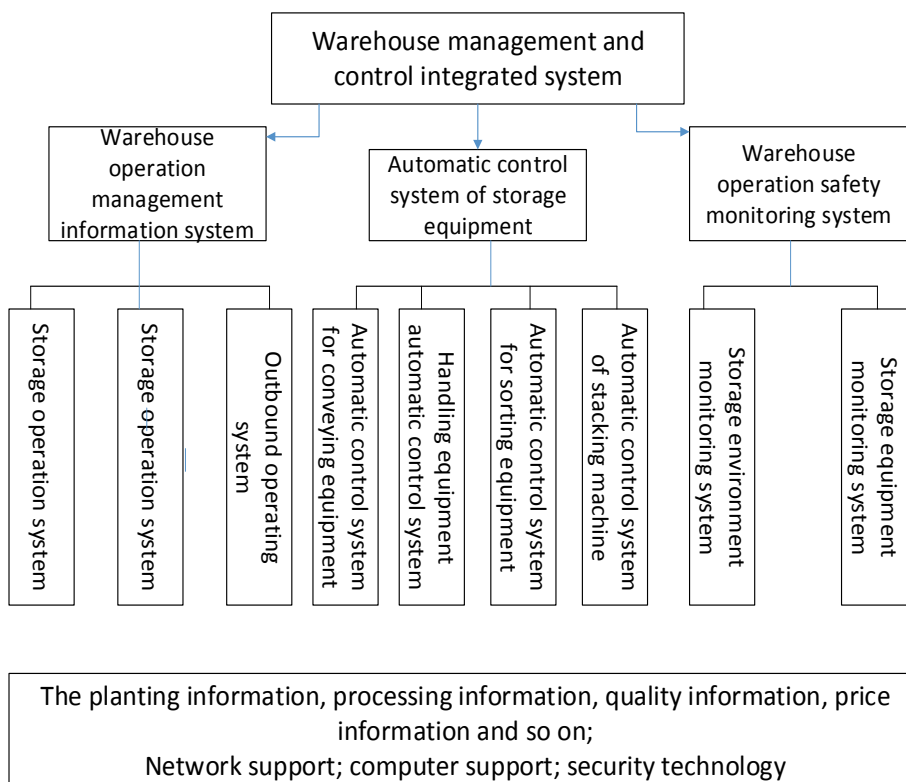 Warehouse management and
control integrated system
Warehouse
operation
management
information system
Automatic control
system of storage
equipment
Warehouse
operation safety
monitoring system
Storage operation system
Storage operation system
Outbound operating
system
Automatic control system
for conveying equipment
Handling equipment
automatic control system
Automatic control system
for sorting equipment
Automatic control system
of stacking machine
Storage environment
monitoring system
Storage equipment
monitoring system
The planting information, processing information, quality information, price
information and so on;
Network support; computer support; security technology